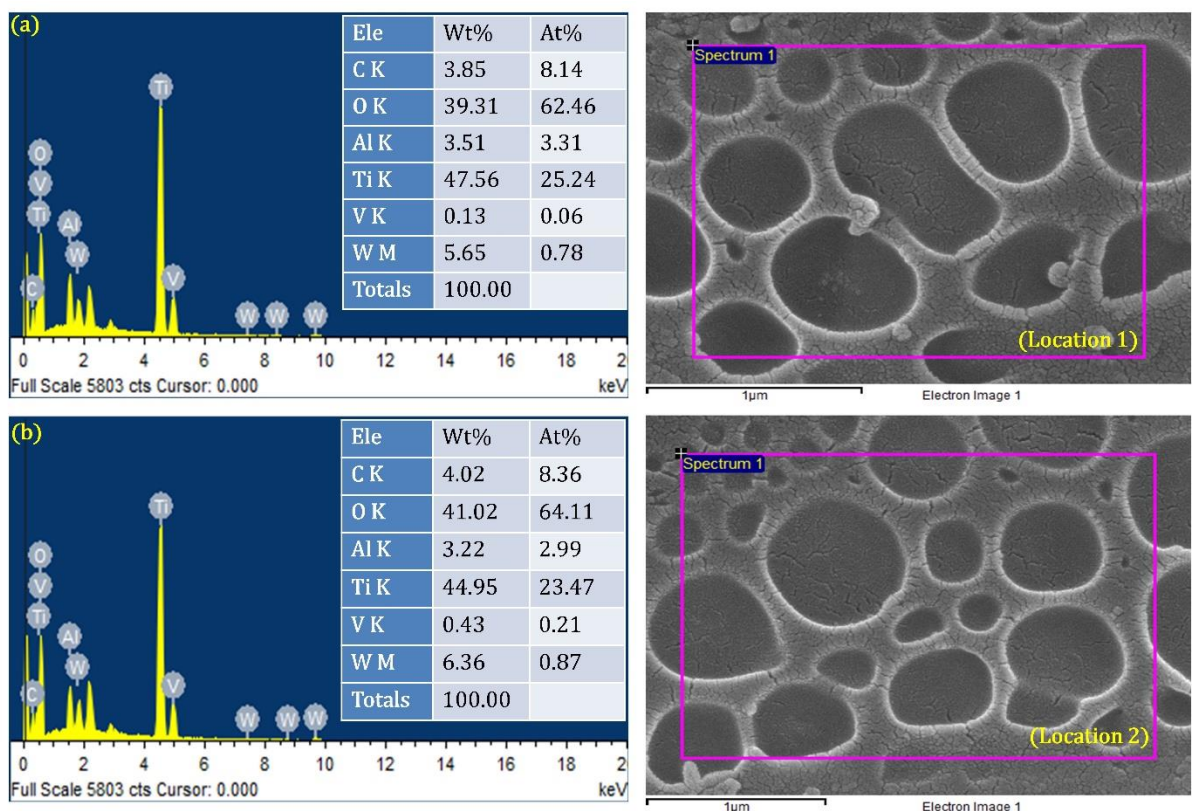 (a)
Ele Wt% At%
C K 3.85 8.14
O K 39.31 62.46
Al K 3.51 3.31
Ti K 47.56 25.24
V K 0.13 0.06
W M 5.65 0.78
Totals 100.00
Ti
O
V
Ti
Al
W
C
V
W W W
0 2 4 6 8 10 12 14 16 18 2
Full Scale 5803 cts Cursor: 0.000 keV
Spectrum 1
(Location 1)
1µm Electron Image 1
(b)
Ele Wt% At%
C K 4.02 8.36
O K 41.02 64.11
Al K 3.22 2.99
Ti K 44.95 23.47
V K 0.43 0.21
W M 6.36 0.87
Totals 100.00
Ti
O
V
Ti
Al
W
C
V
W W W
0 2 4 6 8 10 12 14 16 18 2
Full Scale 5803 cts Cursor: 0.000 keV
Spectrum 1
(Location 2)
1µm Electron Image 1